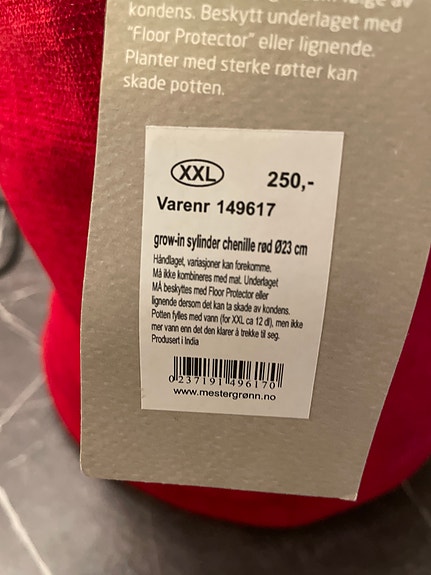 kondens. Beskytt underlaget med
"Floor Protector" eller lignende.
Planter med sterke røtter kan
skade potten.
XXL 250,-
Varenr 149617
grow-in sylinder chenille rød Ø23 cm
Håndlaget, variasjoner kan forekomme.
Må ikke kombineres med mat. Underlaget
MÅ beskyttes med Floor Protector eller
lignende dersom det kan ta skade av kondens.
Potten fylles med vann (for XXL ca 12 dl), men ikke
mer vann enn det den klarer å trekke til seg.
Produsert i India
0 237191 496170
www.mestergrønn.no